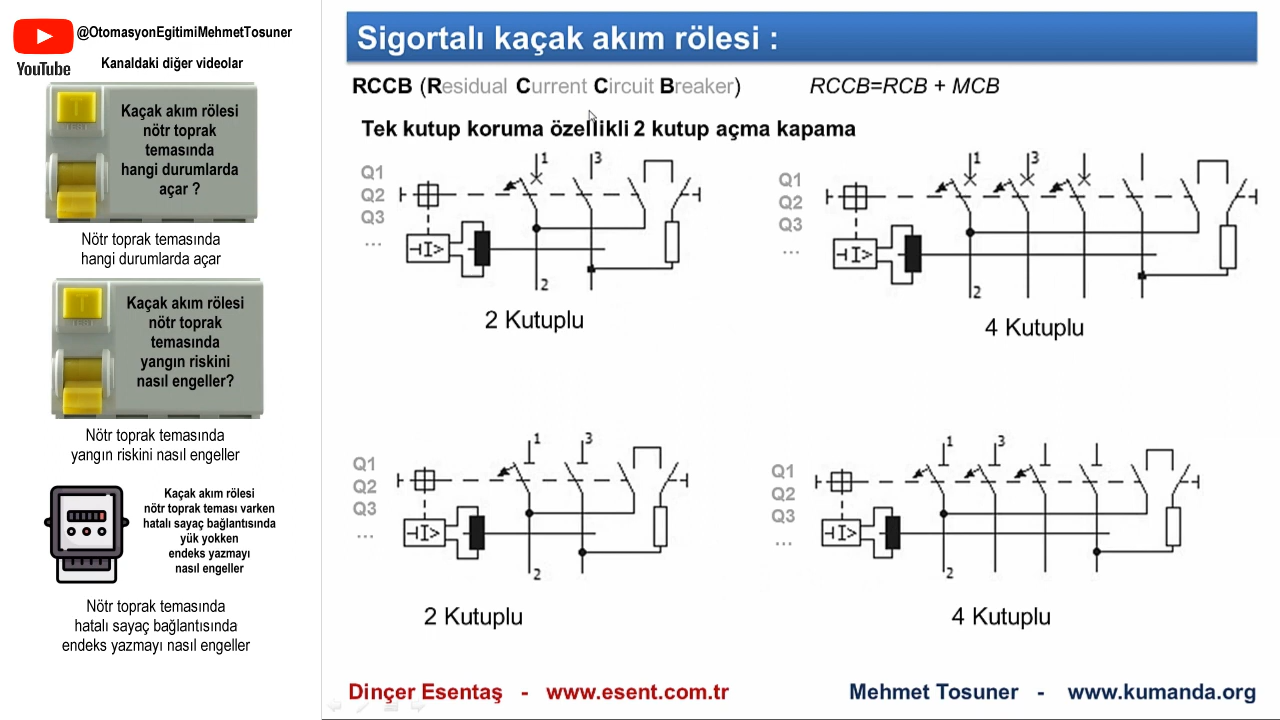 @OtomasyonEgitimiMehmetTosuner
YouTube
Kanaldaki diğer videolar
Kaçak akım rölesi
nötr toprak
temasında
hangi durumlarda
açar ?
T
TEST
Nötr toprak temasında
hangi durumlarda açar
Kaçak akım rölesi
nötr toprak
temasında
yangın riskini
nasıl engeller?
T
TEST
Nötr toprak temasında
yangın riskini nasıl engeller
Kaçak akım rölesi
nötr toprak teması varken
hatalı sayaç bağlantısında
yük yokken
endeks yazmayı
nasıl engeller
Nötr toprak temasında
hatalı sayaç bağlantısında
endeks yazmayı nasıl engeller
Sigortalı kaçak akım rölesi :
RCCB (Residual Current Circuit Breaker)
RCCB=RCB + MCB
Tek kutup koruma özellikli 2 kutup açma kapama
Q1
Q2
Q3
...
1
3
I>
2
2 Kutuplu
Q1
Q2
Q3
...
1
3
I>
2
4 Kutuplu
Q1
Q2
Q3
...
1
3
I>
2
2 Kutuplu
Q1
Q2
Q3
...
1
3
I>
2
4 Kutuplu
Dinçer Esentaş - www.esent.com.tr
Mehmet Tosuner - www.kumanda.org